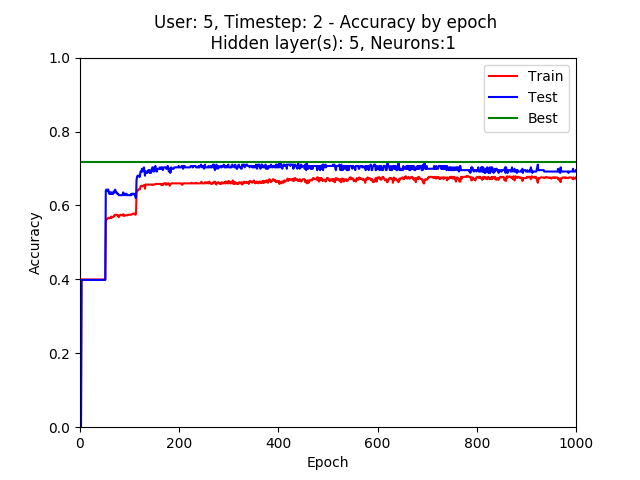 User: 5, Timestep: 2 - Accuracy by epoch
Hidden layer(s): 5, Neurons:1
Train
Test
Best
1.0
0.8
0.6
0.4
0.2
0.0
Accuracy
0
200
400
600
800
1000
Epoch